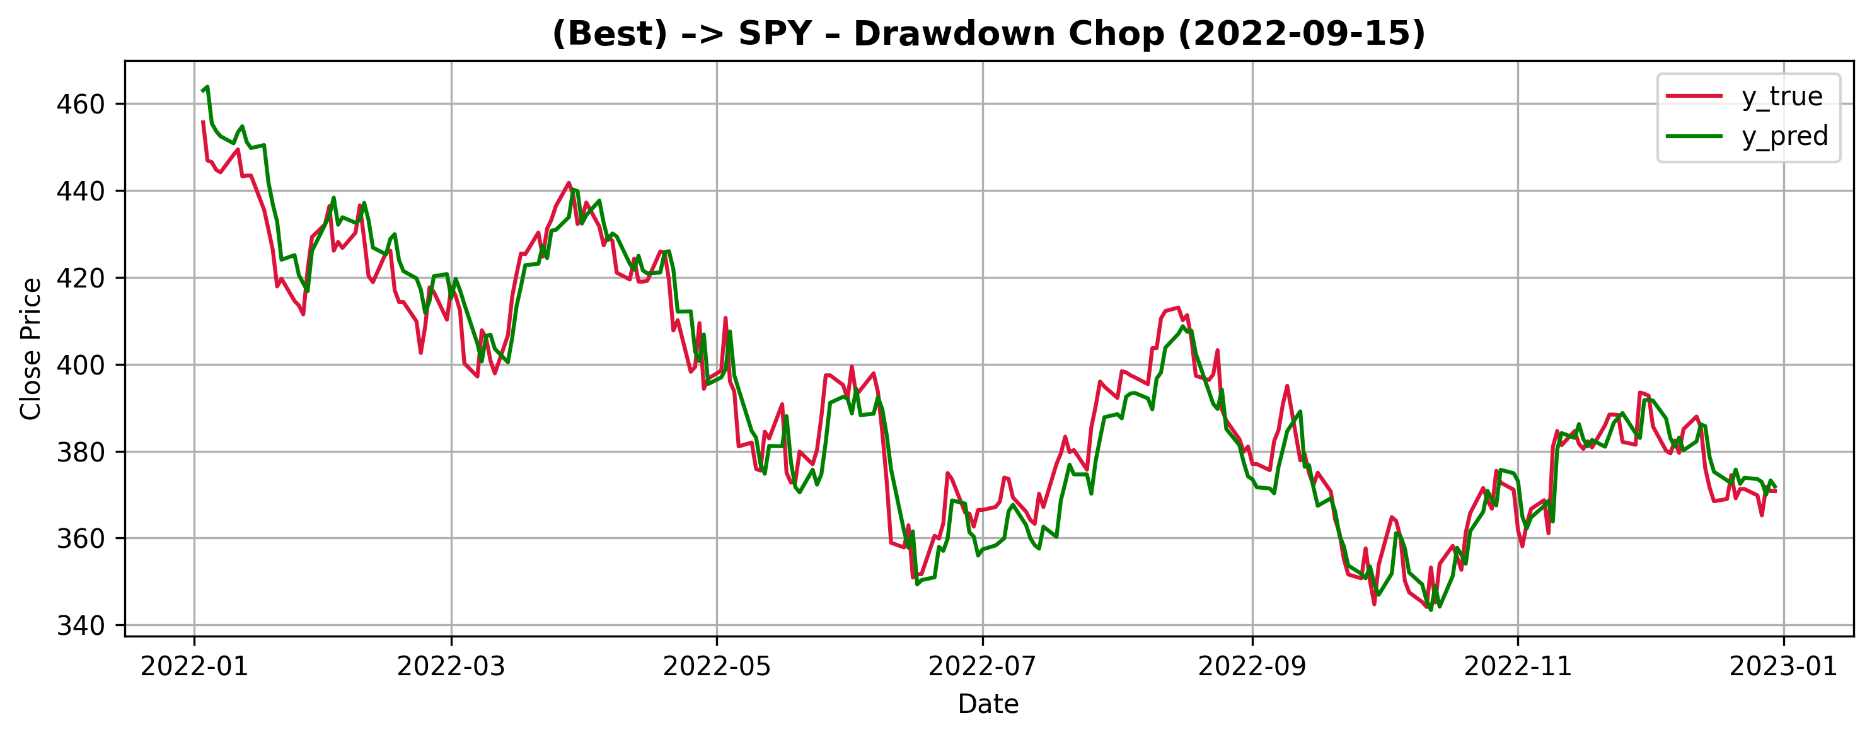 (Best) –> SPY – Drawdown Chop (2022-09-15)
y_true
y_pred
Close Price
460
440
420
400
380
360
340
2022-01 2022-03 2022-05 2022-07 2022-09 2022-11 2023-01
Date